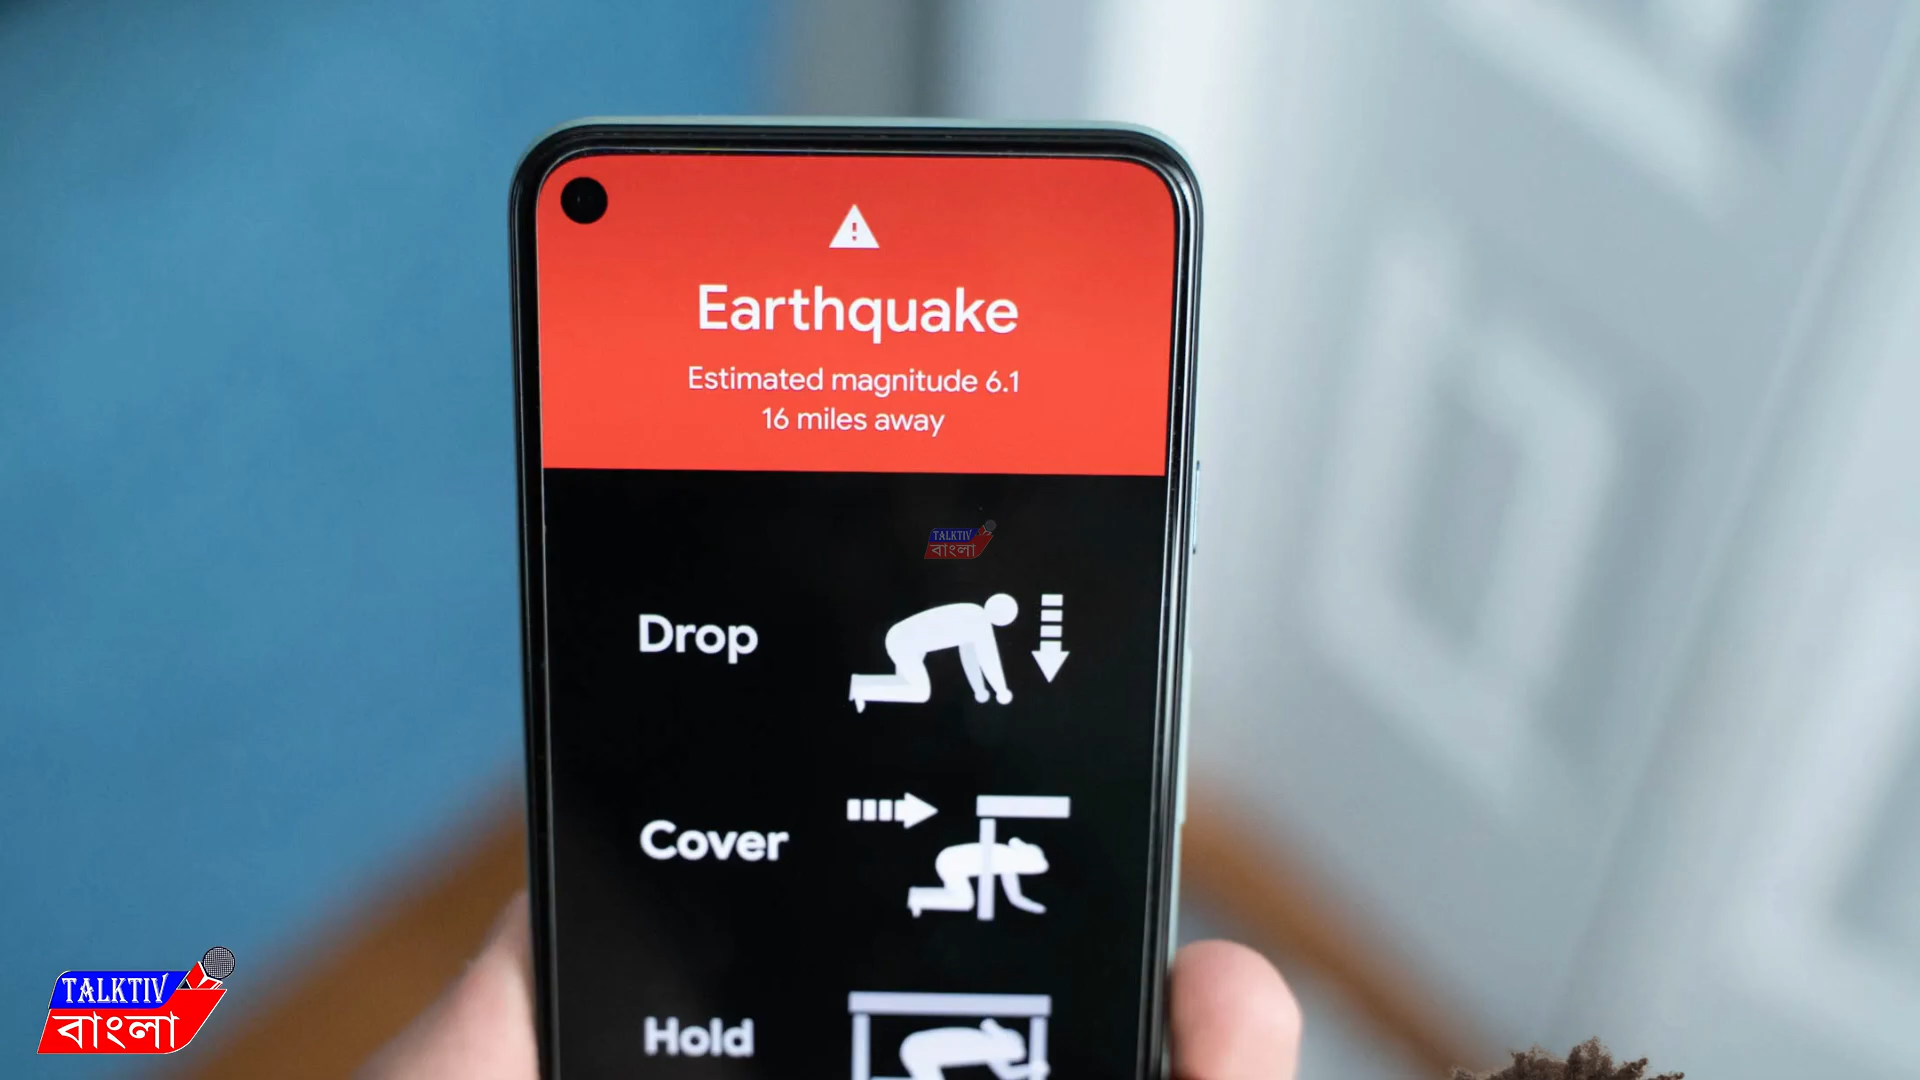 Earthquake
Estimated magnitude 6.1
16 miles away
TALKTIV
বাংলা
Drop
Cover
Hold
TALKTIV
বাংলা